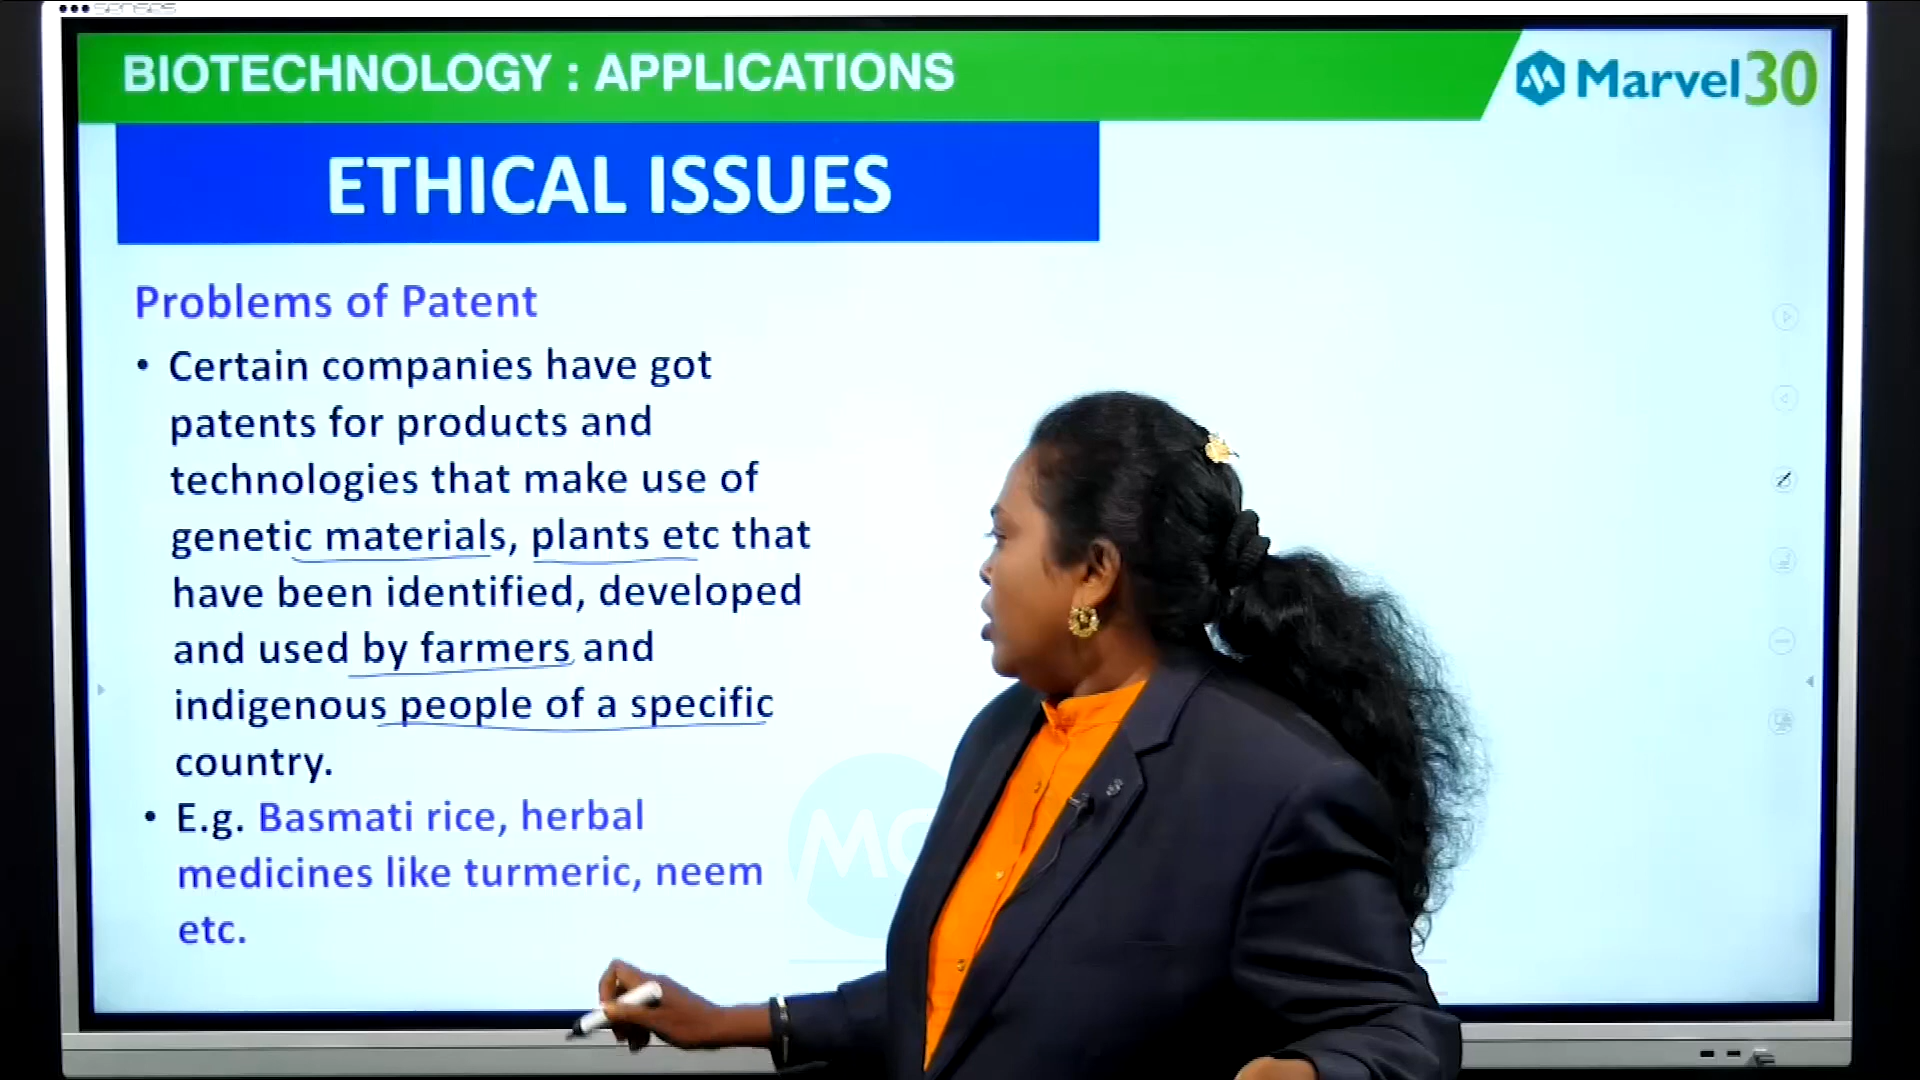 senses
BIOTECHNOLOGY : APPLICATIONS
Marvel30
ETHICAL ISSUES
Problems of Patent
• Certain companies have got
patents for products and
technologies that make use of
genetic materials, plants etc that
have been identified, developed
and used by farmers and
indigenous people of a specific
country.
• E.g. Basmati rice, herbal
medicines like turmeric, neem
etc.